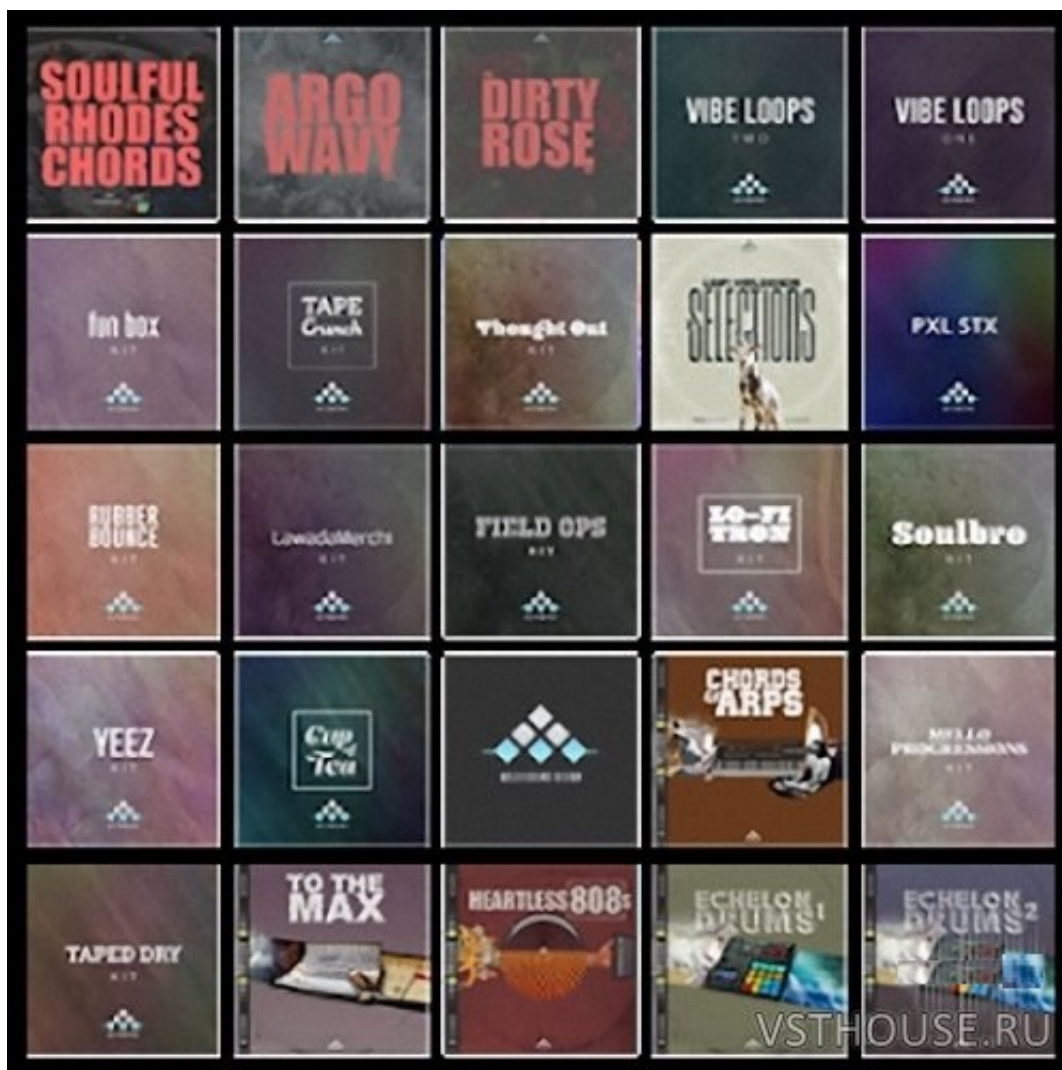 SOULFUL
RHODES
CHORDS
ARGO
WAVY
DIRTY
ROSE
VIBE LOOPS
TWO
VIBE LOOPS
ONE
fun box
KIT
TAPE
Crunch
KIT
Thought Out
KIT
SELECTIONS
PXL STX
RUBBER
BOUNCE
KIT
LawadaMerchi
KIT
FIELD OPS
KIT
LO-FI
TRON
KIT
Soulbro
KIT
YEEZ
KIT
Cup
of
Tea
CHORDS
& ARPS
MELLO
PROGRESSIONS
KIT
TAPED DRY
KIT
TO THE
MAX
HEARTLESS 808s
ECHELON
DRUMS 1
ECHELON
DRUMS 2
VSTHOUSE.RU